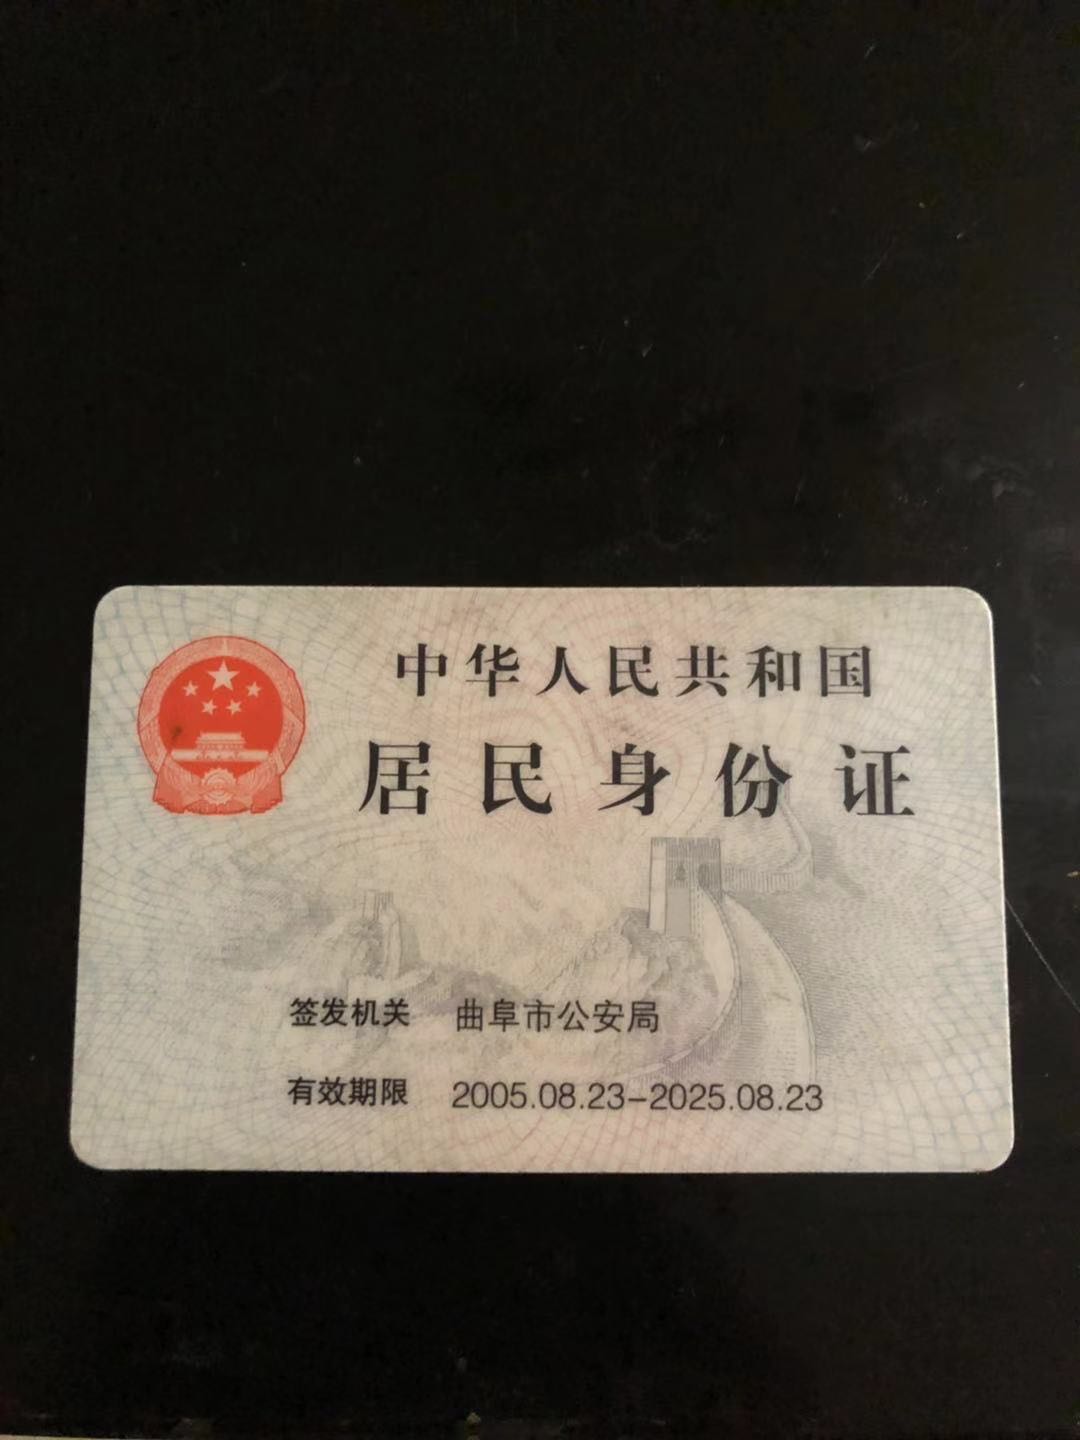 中华人民共和国
居民身份证
签发机关 曲阜市公安局
有效期限 2005.08.23-2025.08.23